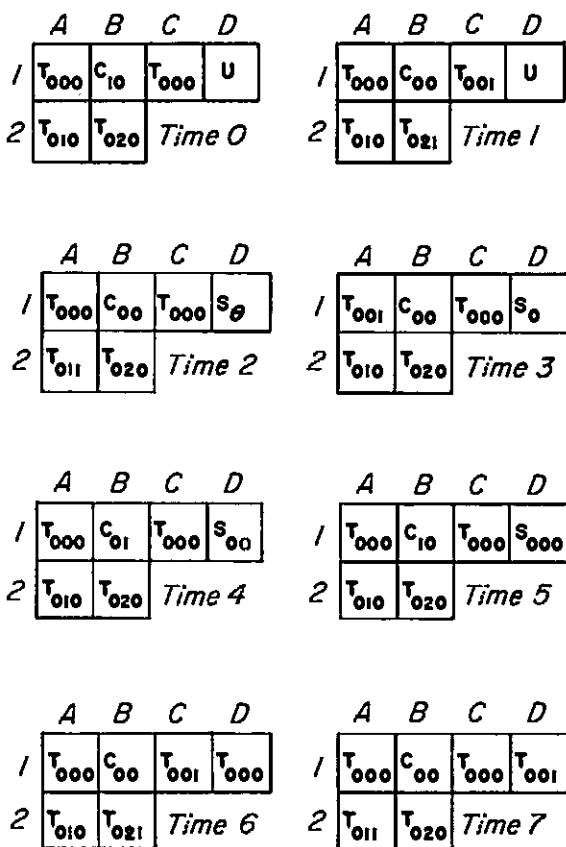 A B C D
1 T000 C10 T000 U
2 T010 T020 Time 0
A B C D
1 T000 C00 T001 U
2 T010 T021 Time 1
A B C D
1 T000 C00 T000 Sθ
2 T011 T020 Time 2
A B C D
1 T001 C00 T000 S0
2 T010 T020 Time 3
A B C D
1 T000 C01 T000 S00
2 T010 T020 Time 4
A B C D
1 T000 C10 T000 S000
2 T010 T020 Time 5
A B C D
1 T000 C00 T001 T000
2 T010 T021 Time 6
A B C D
1 T000 C00 T000 T001
2 T011 T020 Time 7